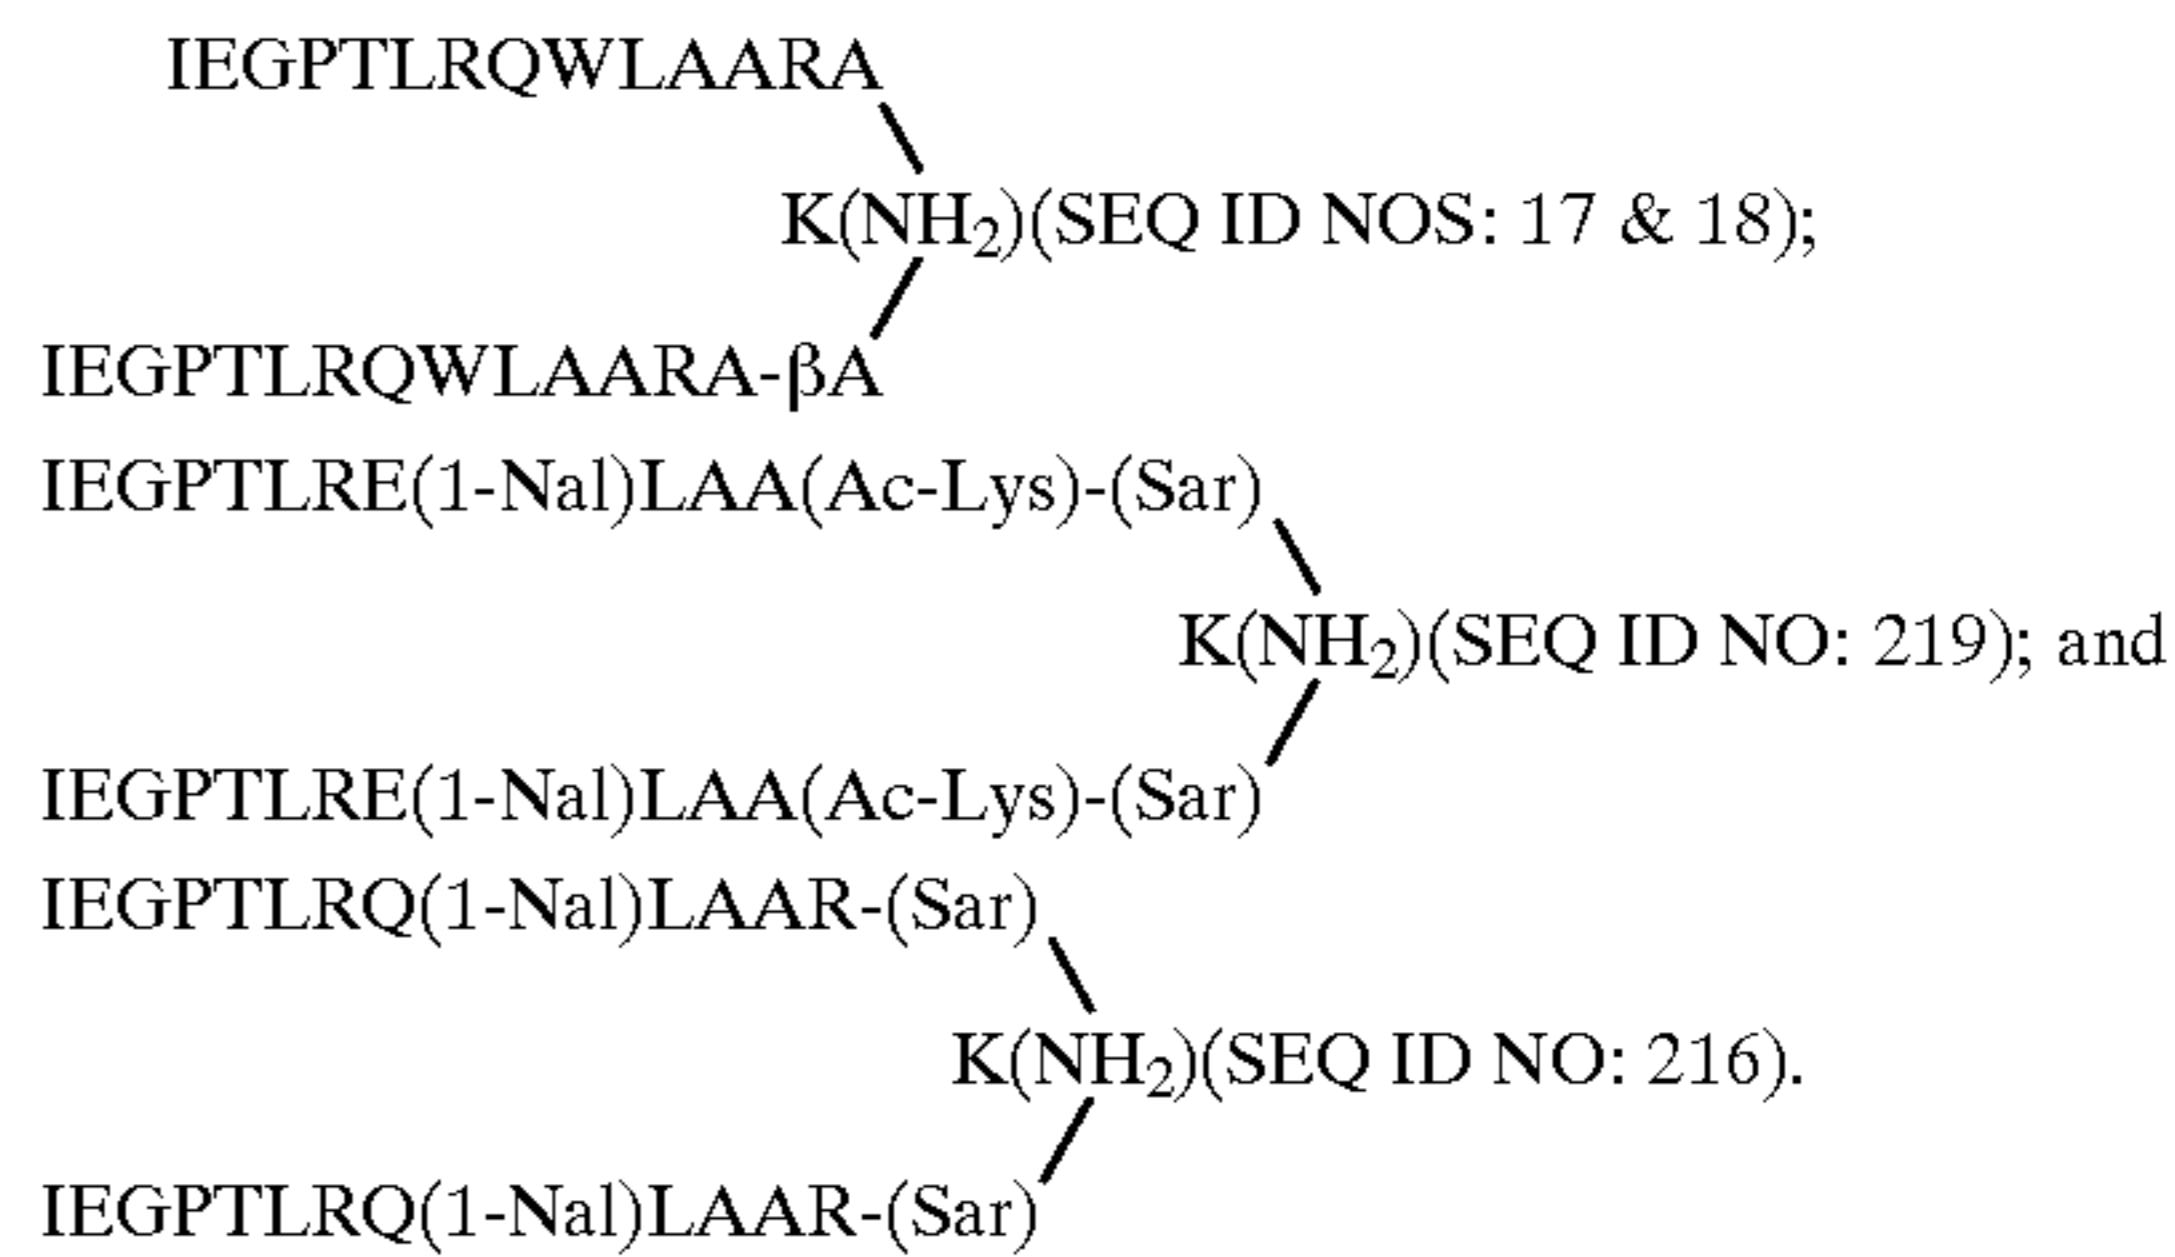 IEGPTLRQWLAARA
K(NH₂)(SEQ ID NOS: 17 & 18);
IEGPTLRQWLAARA-βA
IEGPTLRE(1-Nal)LAA(Ac-Lys)-(Sar)
K(NH₂)(SEQ ID NO: 219); and
IEGPTLRE(1-Nal)LAA(Ac-Lys)-(Sar)
IEGPTLRQ(1-Nal)LAAR-(Sar)
K(NH₂)(SEQ ID NO: 216).
IEGPTLRQ(1-Nal)LAAR-(Sar)